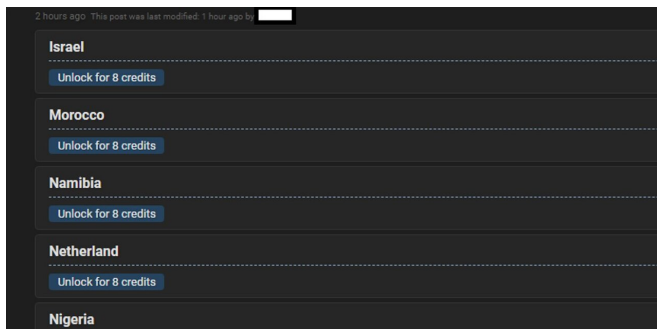 2 hours ago This post was last modified: 1 hour ago by
Israel
Unlock for 8 credits
Morocco
Unlock for 8 credits
Namibia
Unlock for 8 credits
Netherland
Unlock for 8 credits
Nigeria